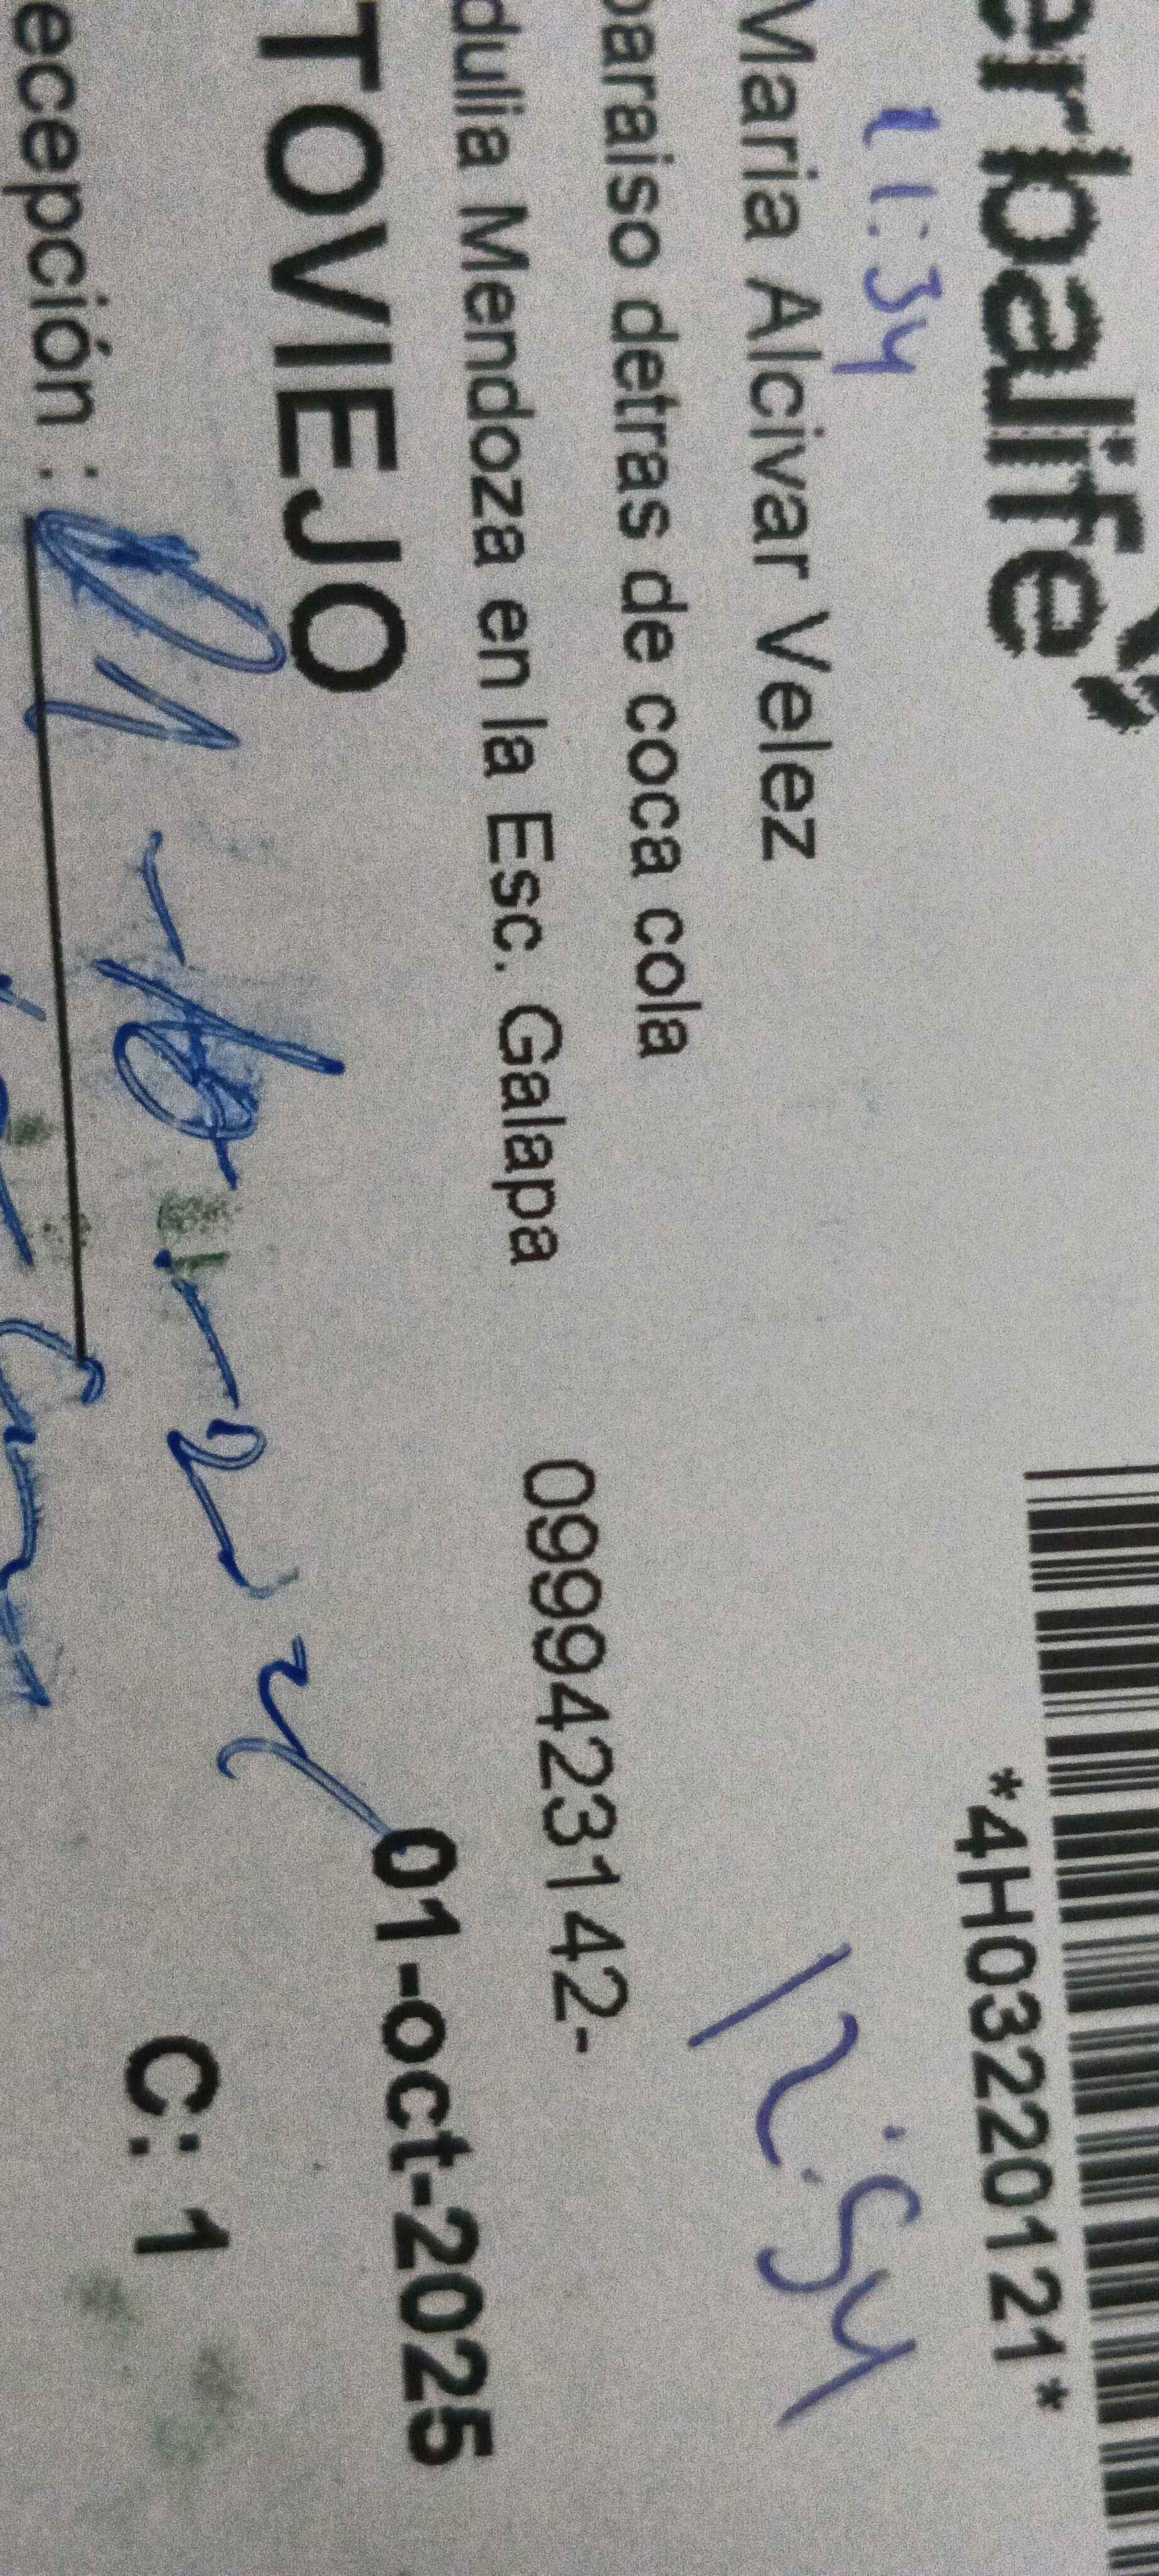 erbalife
*4H03220121*
11:34
12:54
Maria Alcivar Velez
paraiso detras de coca cola
dulia Mendoza en la Esc. Galapa
0999423142-
TOVIEJO
01-oct-2025
C: 1
ecepción :